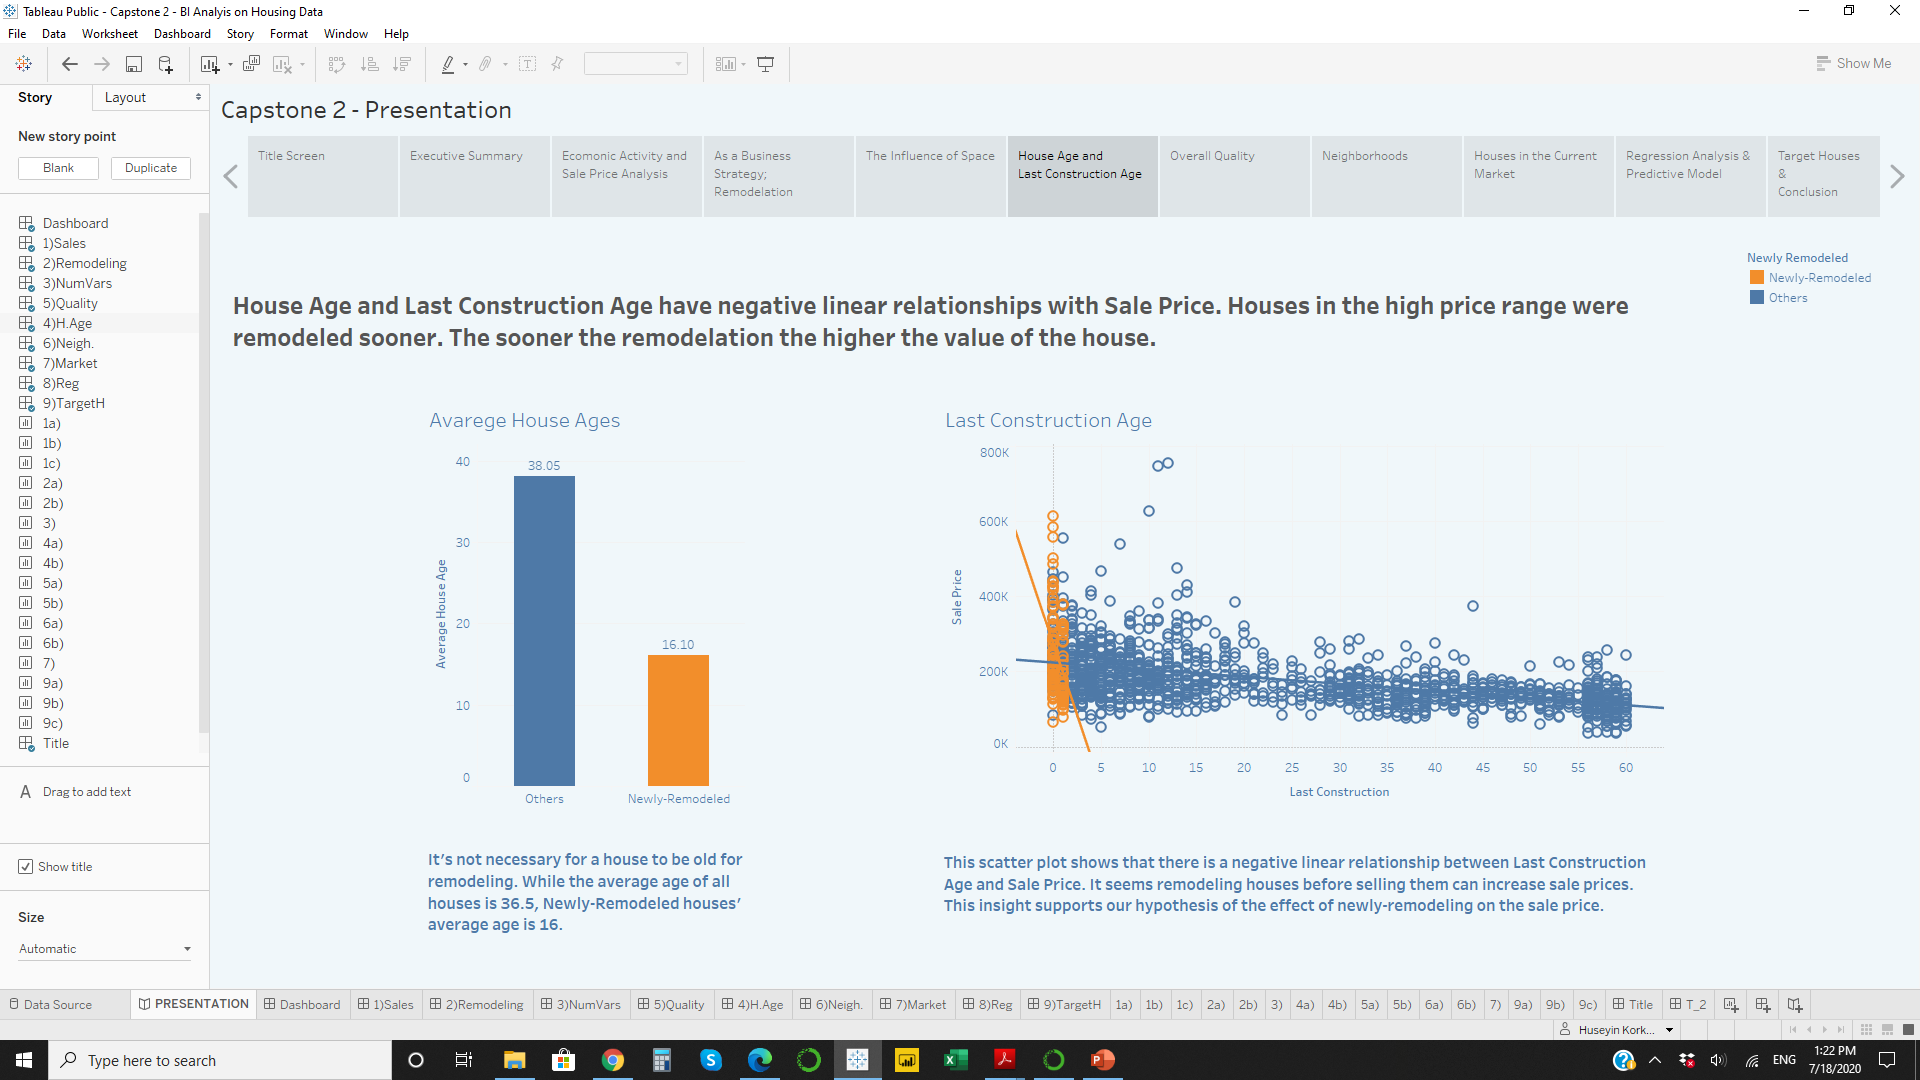 Tableau Public - Capstone 2 - BI Analyis on Housing Data
File Data Worksheet Dashboard Story Format Window Help
Show Me
Story Layout
New story point
Blank Duplicate
Dashboard
1)Sales
2)Remodeling
3)NumVars
5)Quality
4)H.Age
6)Neigh.
7)Market
8)Reg
9)TargetH
1a)
1b)
1c)
2a)
2b)
3)
4a)
4b)
5a)
5b)
6a)
6b)
7)
9a)
9b)
9c)
Title
A Drag to add text
Show title
Size
Automatic
Capstone 2 - Presentation
Title Screen
Executive Summary
Ecomonic Activity and
Sale Price Analysis
As a Business
Strategy;
Remodelation
The Influence of Space
House Age and
Last Construction Age
Overall Quality
Neighborhoods
Houses in the Current
Market
Regression Analysis &
Predictive Model
Target Houses
&
Conclusion
Newly Remodeled
Newly-Remodeled
Others
House Age and Last Construction Age have negative linear relationships with Sale Price. Houses in the high price range were
remodeled sooner. The sooner the remodelation the higher the value of the house.
Avarege House Ages
Average House Age
40
30
20
10
0
38.05
16.10
Others Newly-Remodeled
It's not necessary for a house to be old for
remodeling. While the average age of all
houses is 36.5, Newly-Remodeled houses'
average age is 16.
Last Construction Age
Sale Price
800K
600K
400K
200K
0K
0 5 10 15 20 25 30 35 40 45 50 55 60
Last Construction
This scatter plot shows that there is a negative linear relationship between Last Construction
Age and Sale Price. It seems remodeling houses before selling them can increase sale prices.
This insight supports our hypothesis of the effect of newly-remodeling on the sale price.
Data Source PRESENTATION Dashboard 1)Sales 2)Remodeling 3)NumVars 5)Quality 4)H.Age 6)Neigh. 7)Market 8)Reg 9)TargetH 1a) 1b) 1c) 2a) 2b) 3) 4a) 4b) 5a) 5b) 6a) 6b) 7) 9a) 9b) 9c) Title T_2
Huseyin Kork...
Type here to search
ENG
1:22 PM
7/18/2020